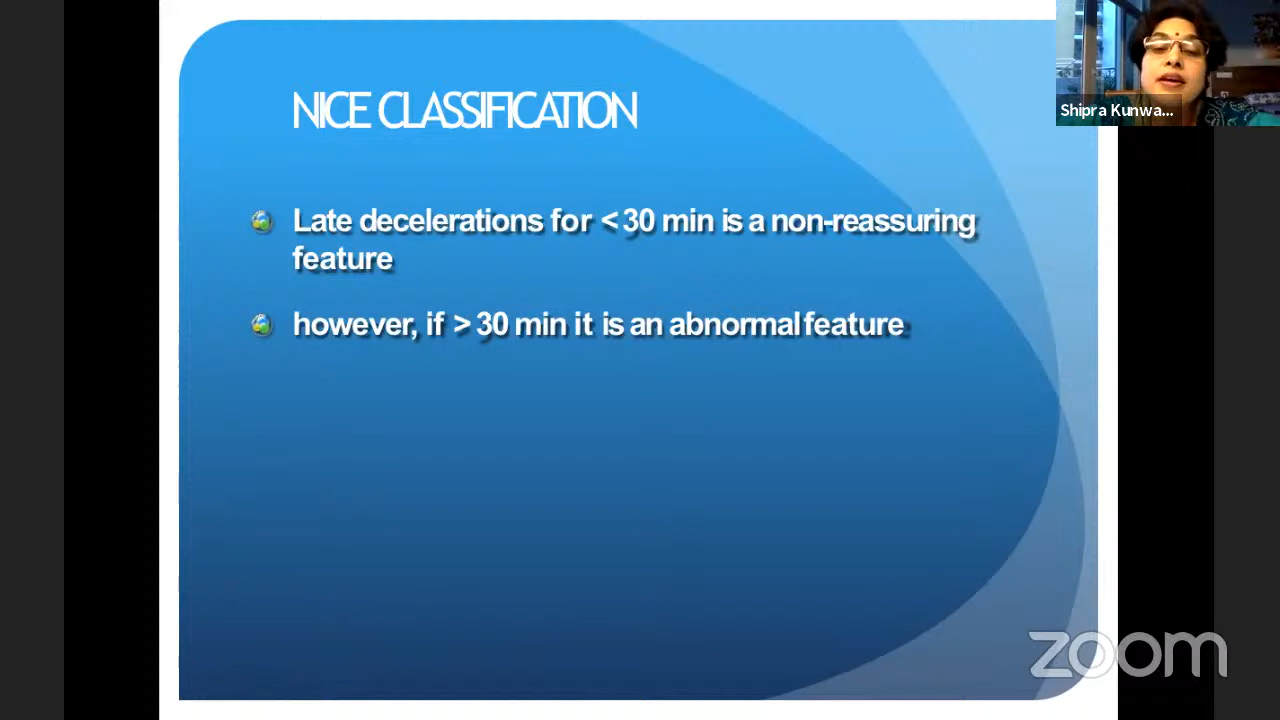 NICE CLASSIFICATION
Late decelerations for < 30 min is a non-reassuring
feature
however, if > 30 min it is an abnormal feature
Shipra Kunwa...
zoom